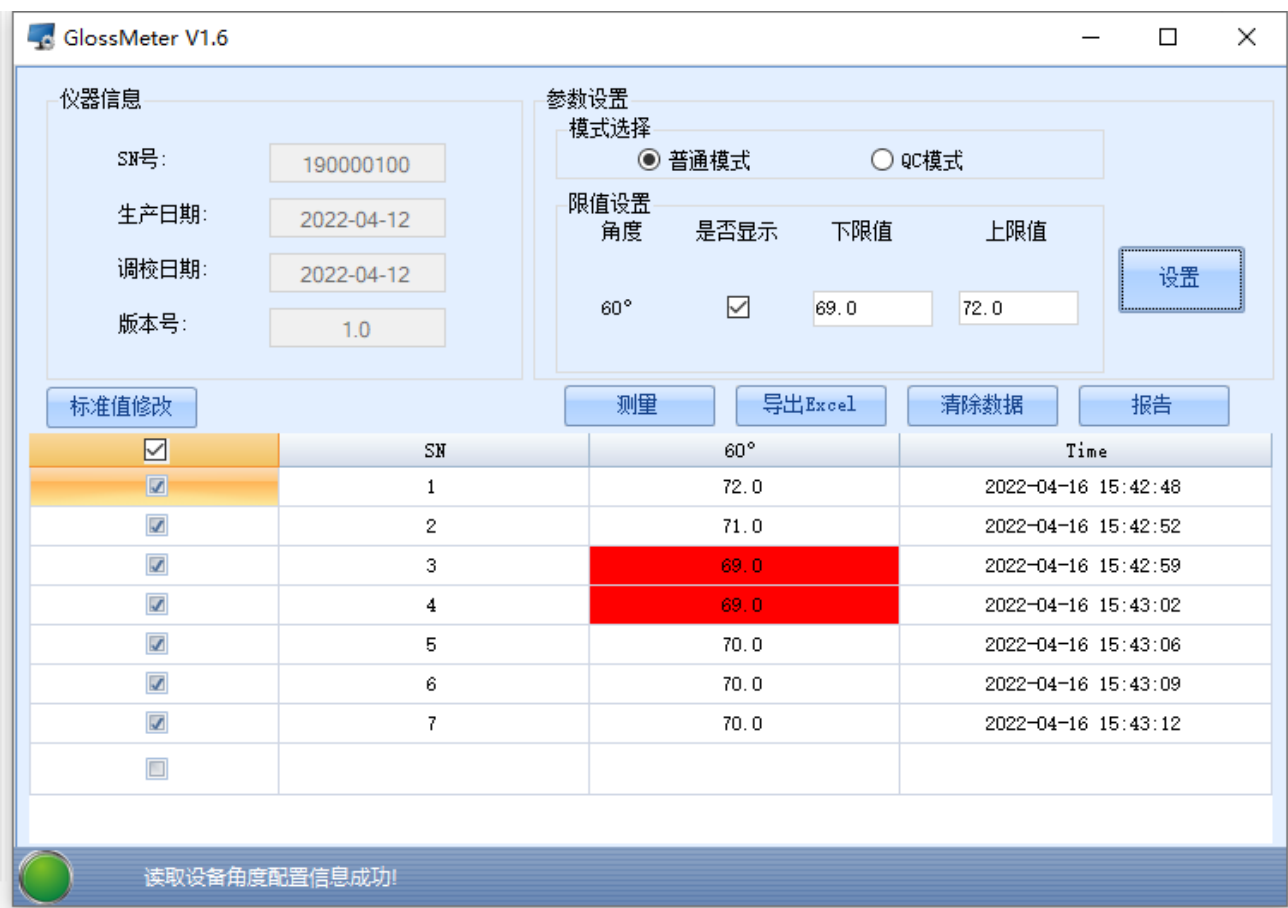 GlossMeter V1.6
仪器信息
SN号: 190000100
生产日期: 2022-04-12
调校日期: 2022-04-12
版本号: 1.0
参数设置
模式选择
普通模式 QC模式
限值设置
角度 是否显示 下限值 上限值
60° 69.0 72.0
设置
标准值修改 测量 导出Excel 清除数据 报告
SN 60° Time
1 72.0 2022-04-16 15:42:48
2 71.0 2022-04-16 15:42:52
3 69.0 2022-04-16 15:42:59
4 69.0 2022-04-16 15:43:02
5 70.0 2022-04-16 15:43:06
6 70.0 2022-04-16 15:43:09
7 70.0 2022-04-16 15:43:12
读取设备角度配置信息成功!